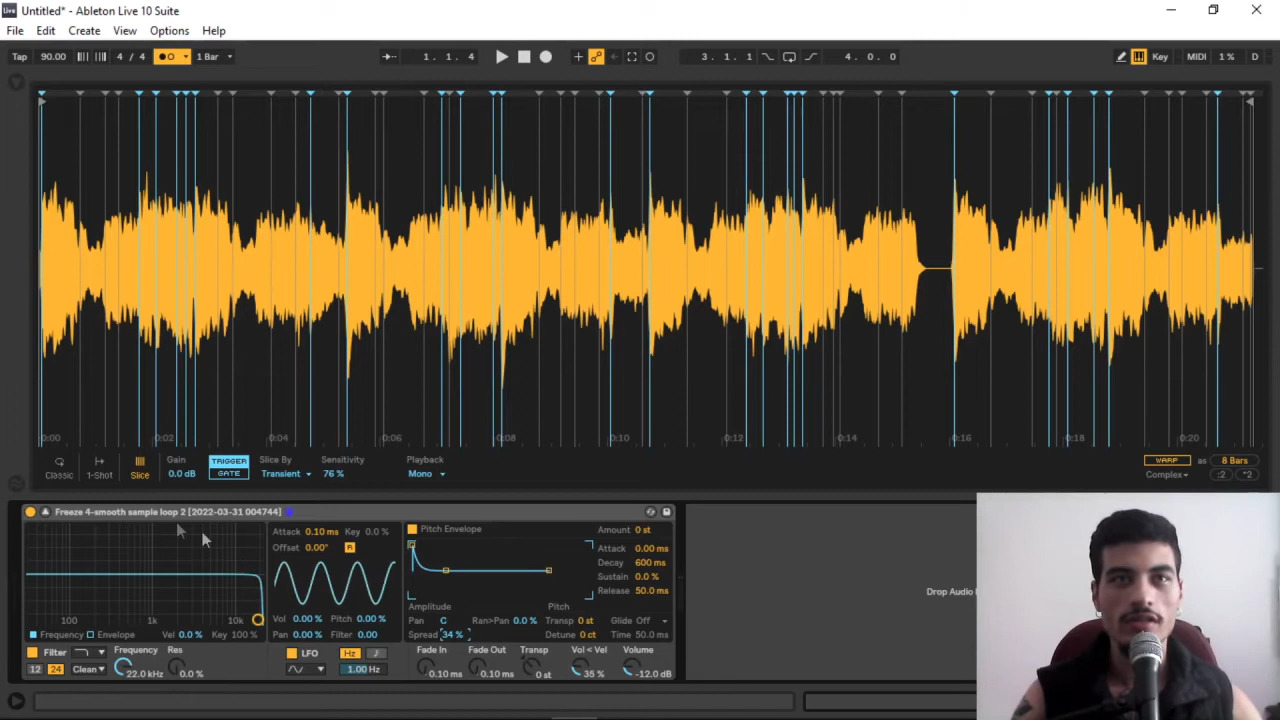 Live Untitled* - Ableton Live 10 Suite
File Edit Create View Options Help
Tap 90.00 4 / 4 1 Bar 1. 1. 4 3. 1. 1 4. 0. 0 Key MIDI 1 % D
0:00 0:02 0:04 0:06 0:08 0:10 0:12 0:14 0:16 0:18 0:20
Classic 1-Shot Slice
Gain
0.0 dB
TRIGGER
GATE
Slice By
Transient
Sensitivity
76 %
Playback
Mono
WARP as 8 Bars
Complex :2 *2
Freeze 4-smooth sample loop 2 [2022-03-31 004744]
100 1k 10k
Frequency Envelope Vel 0.0 % Key 100 %
Filter
12 24 Clean
Frequency
22.0 kHz
Res
0.0 %
Attack 0.10 ms Key 0.0 %
Offset 0.00° R
Vol 0.00 % Pitch 0.00 %
Pan 0.00 % Filter 0.00
LFO Hz
1.00 Hz
Pitch Envelope
Amount 0 st
Attack 0.00 ms
Decay 600 ms
Sustain 0.0 %
Release 50.0 ms
Amplitude Pitch
Pan C Ran>Pan 0.0 % Transp 0 st Glide Off
Spread 34 % Detune 0 ct Time 50.0 ms
Fade In
0.10 ms
Fade Out
0.10 ms
Transp
0 st
Vol < Vel
35 %
Volume
-12.0 dB
Drop Audio